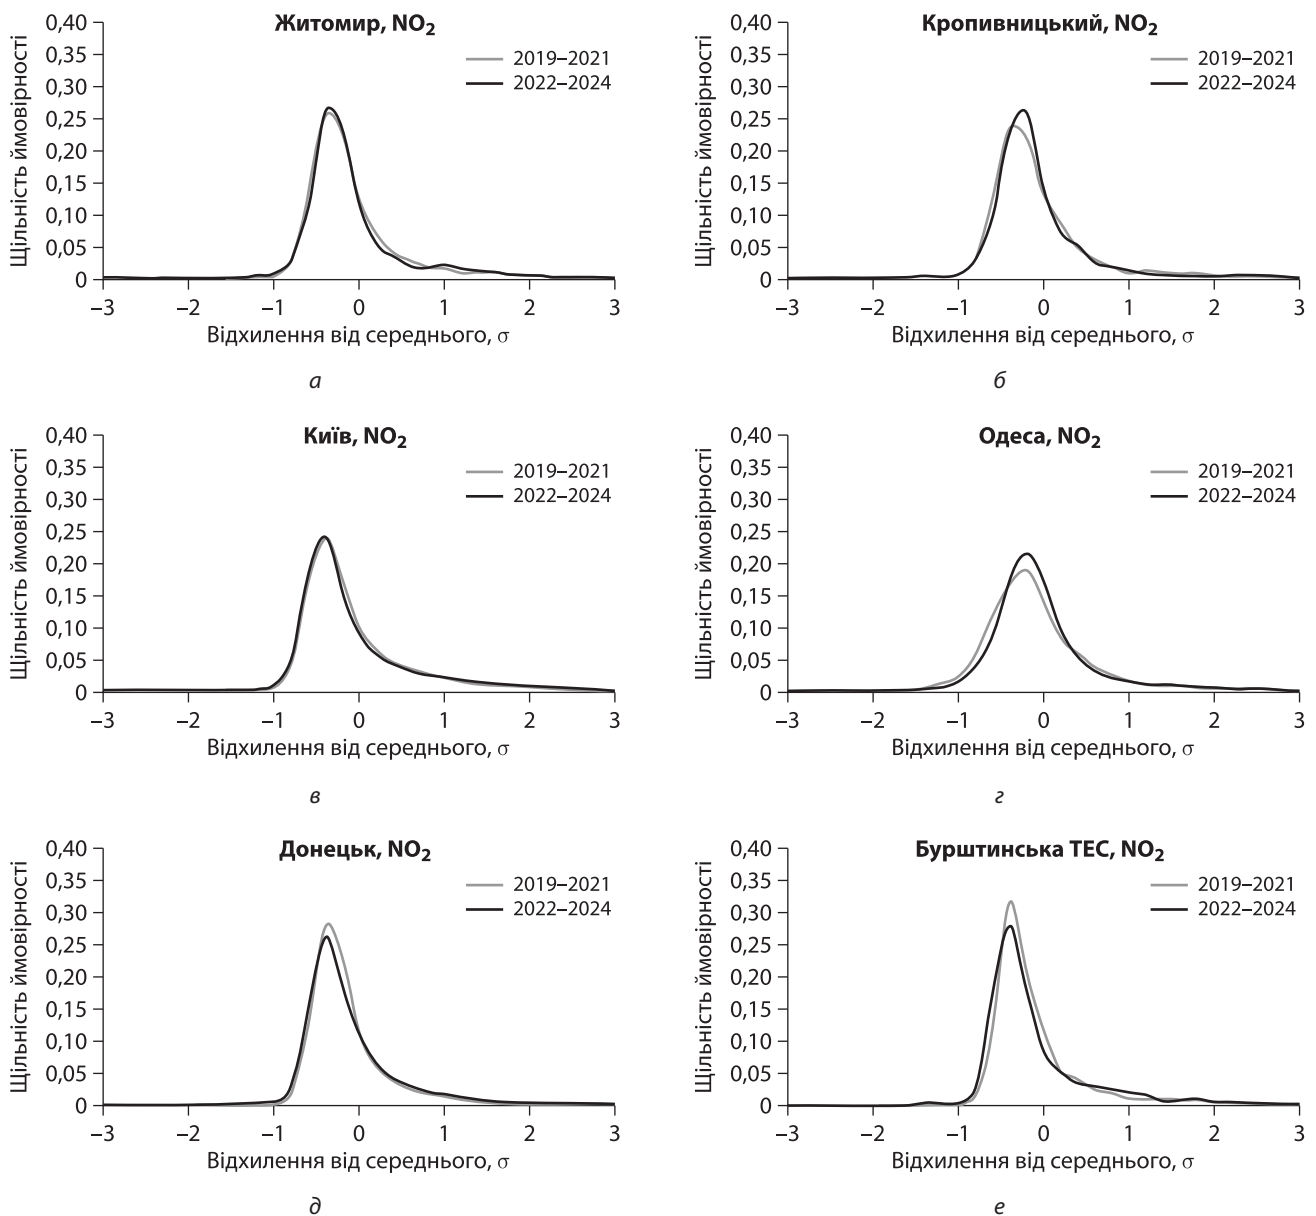 Житомир, NO2
2019–2021
2022–2024
Щільність ймовірності
0,40
0,35
0,30
0,25
0,20
0,15
0,10
0,05
0
–3 –2 –1 0 1 2 3
Відхилення від середнього, σ
а
Кропивницький, NO2
2019–2021
2022–2024
Щільність ймовірності
0,40
0,35
0,30
0,25
0,20
0,15
0,10
0,05
0
–3 –2 –1 0 1 2 3
Відхилення від середнього, σ
б
Київ, NO2
2019–2021
2022–2024
Щільність ймовірності
0,40
0,35
0,30
0,25
0,20
0,15
0,10
0,05
0
–3 –2 –1 0 1 2 3
Відхилення від середнього, σ
в
Одеса, NO2
2019–2021
2022–2024
Щільність ймовірності
0,40
0,35
0,30
0,25
0,20
0,15
0,10
0,05
0
–3 –2 –1 0 1 2 3
Відхилення від середнього, σ
г
Донецьк, NO2
2019–2021
2022–2024
Щільність ймовірності
0,40
0,35
0,30
0,25
0,20
0,15
0,10
0,05
0
–3 –2 –1 0 1 2 3
Відхилення від середнього, σ
д
Бурштинська ТЕС, NO2
2019–2021
2022–2024
Щільність ймовірності
0,40
0,35
0,30
0,25
0,20
0,15
0,10
0,05
0
–3 –2 –1 0 1 2 3
Відхилення від середнього, σ
е